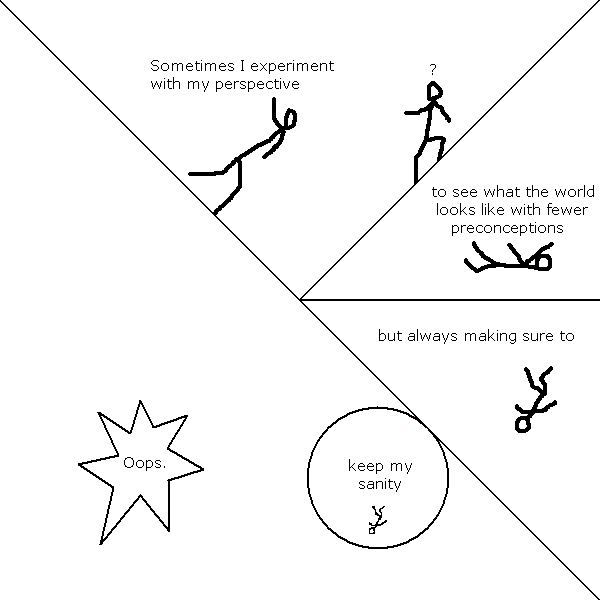 Sometimes I experiment
with my perspective
?
to see what the world
looks like with fewer
preconceptions
but always making sure to
keep my
sanity
Oops.